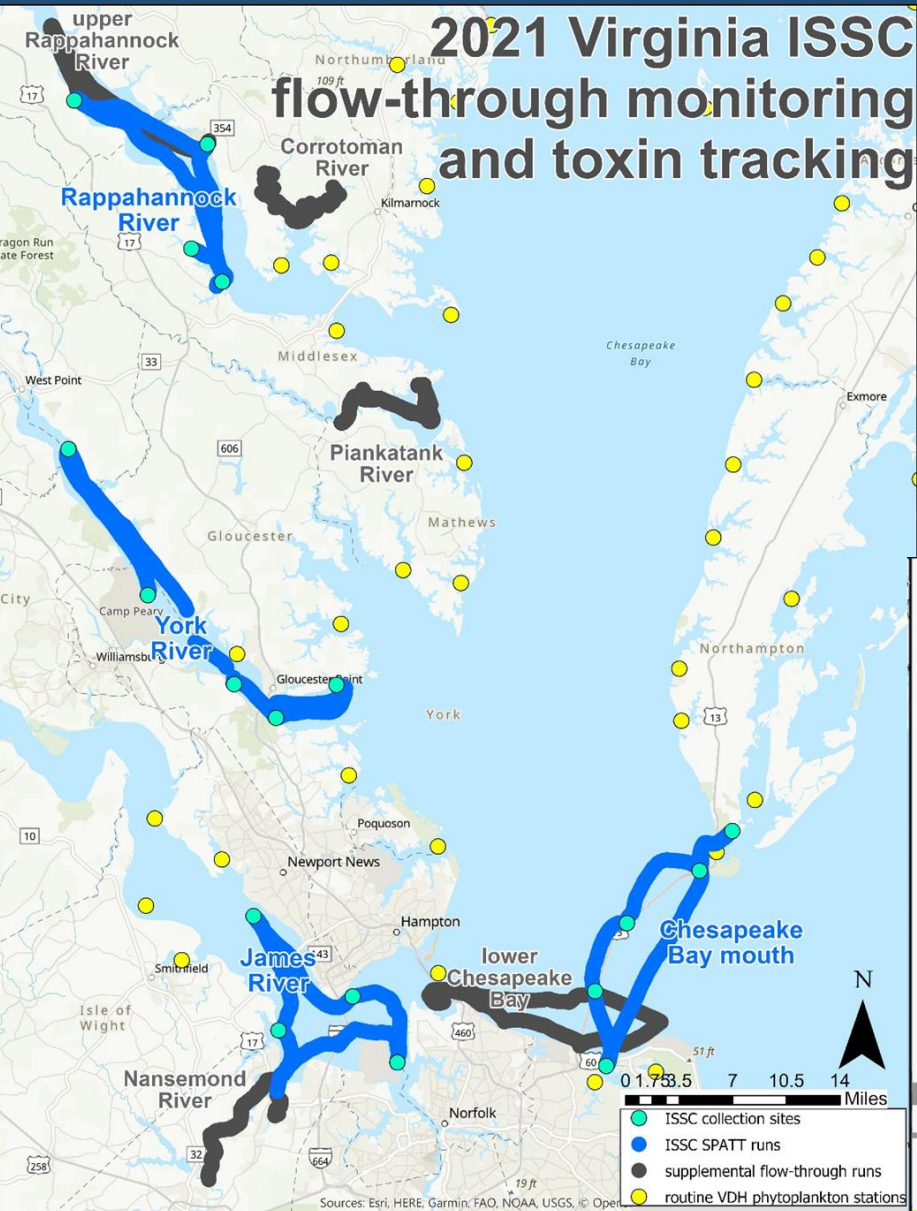 2021 Virginia ISSC
flow-through monitoring
and toxin tracking
upper
Rappahannock
River
Northumberland
109 ft
17
354
Corrotoman
River
Kilmarnock
Rappahannock
River
17
ragon Run
ate Forest
Middlesex
Chesapeake
Bay
33
West Point
Exmore
606
Piankatank
River
Mathews
Gloucester
City
Camp Peary
York
River
Williamsburg
Gloucester Point
Northampton
York
13
10
Poquoson
Newport News
Hampton
Chesapeake
Bay mouth
James
River
143
lower
Chesapeake
Bay
Smithfield
Isle of
Wight
17
460
60
51 ft
N
Nansemond
River
Norfolk
32
258
664
19 ft
0 1.75 3.5 7 10.5 14
Miles
ISSC collection sites
ISSC SPATT runs
supplemental flow-through runs
routine VDH phytoplankton stations
Sources: Esri, HERE, Garmin, FAO, NOAA, USGS, © Open